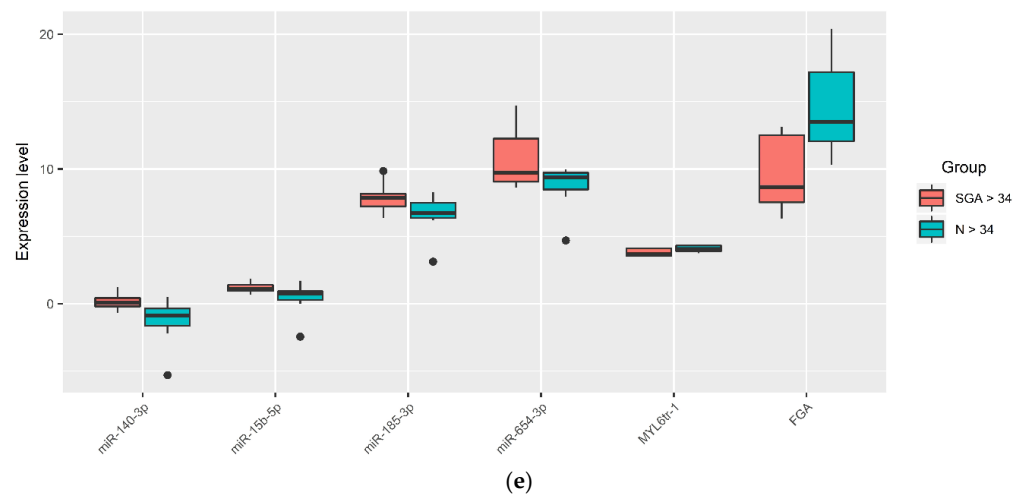 20
10
0
Expression level
miR-140-3p
miR-15b-5p
miR-185-3p
miR-654-3p
MYL6tr-1
FGA
Group
SGA > 34
N > 34
(e)